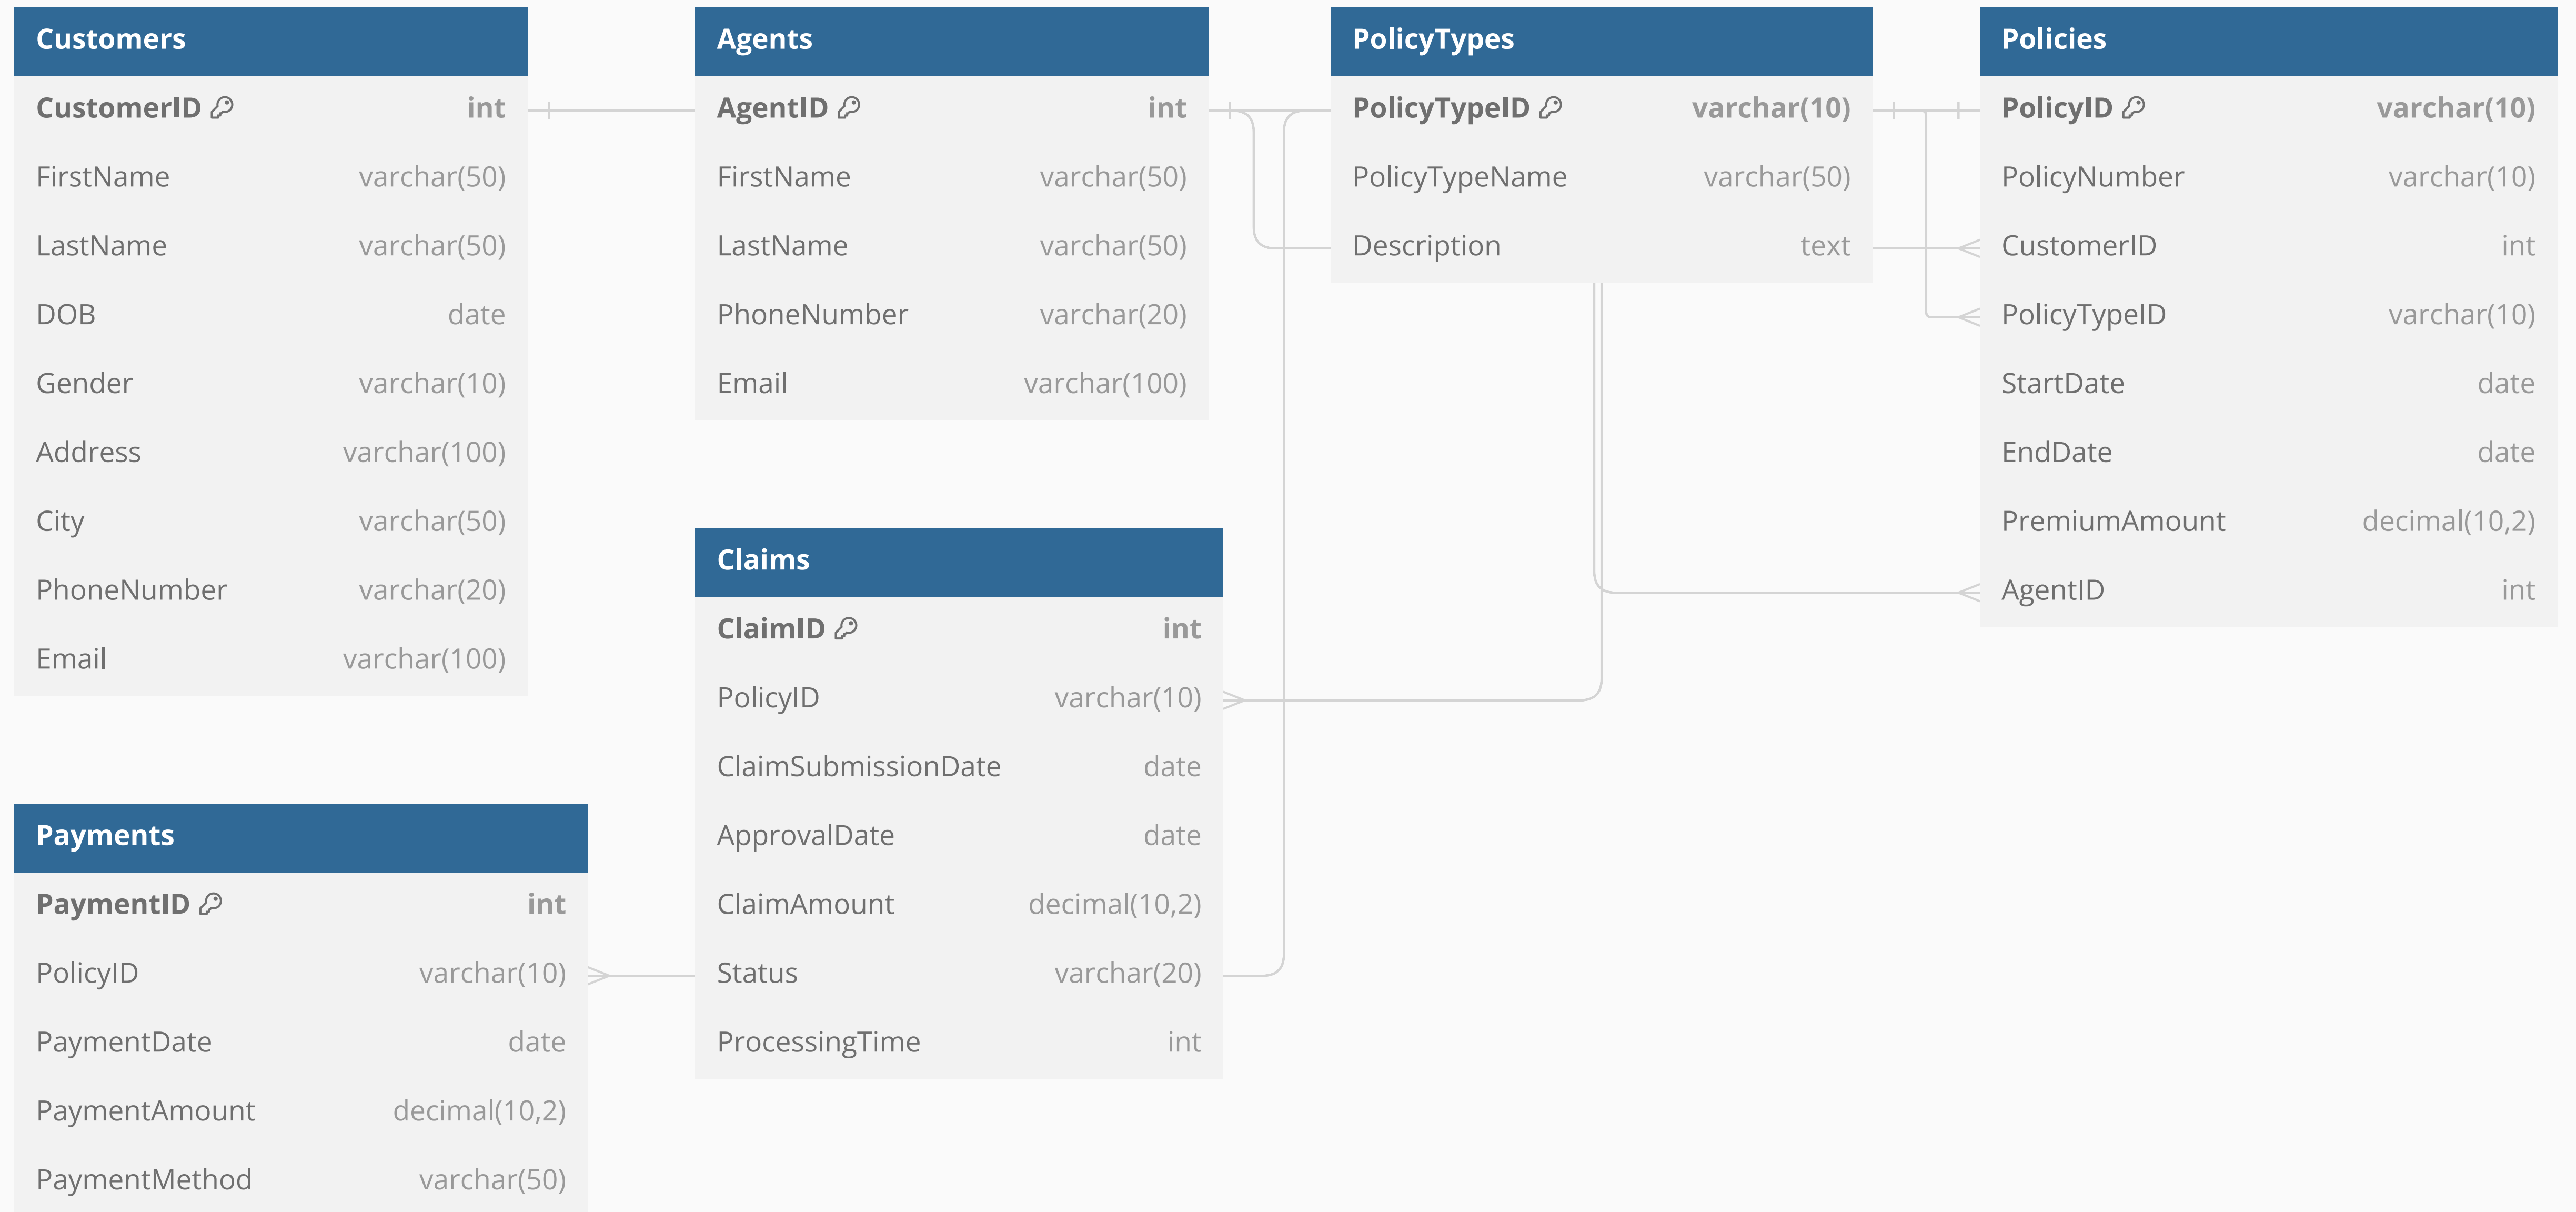 Customers
CustomerID int
FirstName varchar(50)
LastName varchar(50)
DOB date
Gender varchar(10)
Address varchar(100)
City varchar(50)
PhoneNumber varchar(20)
Email varchar(100)
Agents
AgentID int
FirstName varchar(50)
LastName varchar(50)
PhoneNumber varchar(20)
Email varchar(100)
PolicyTypes
PolicyTypeID varchar(10)
PolicyTypeName varchar(50)
Description text
Policies
PolicyID varchar(10)
PolicyNumber varchar(10)
CustomerID int
PolicyTypeID varchar(10)
StartDate date
EndDate date
PremiumAmount decimal(10,2)
AgentID int
Claims
ClaimID int
PolicyID varchar(10)
ClaimSubmissionDate date
ApprovalDate date
ClaimAmount decimal(10,2)
Status varchar(20)
ProcessingTime int
Payments
PaymentID int
PolicyID varchar(10)
PaymentDate date
PaymentAmount decimal(10,2)
PaymentMethod varchar(50)